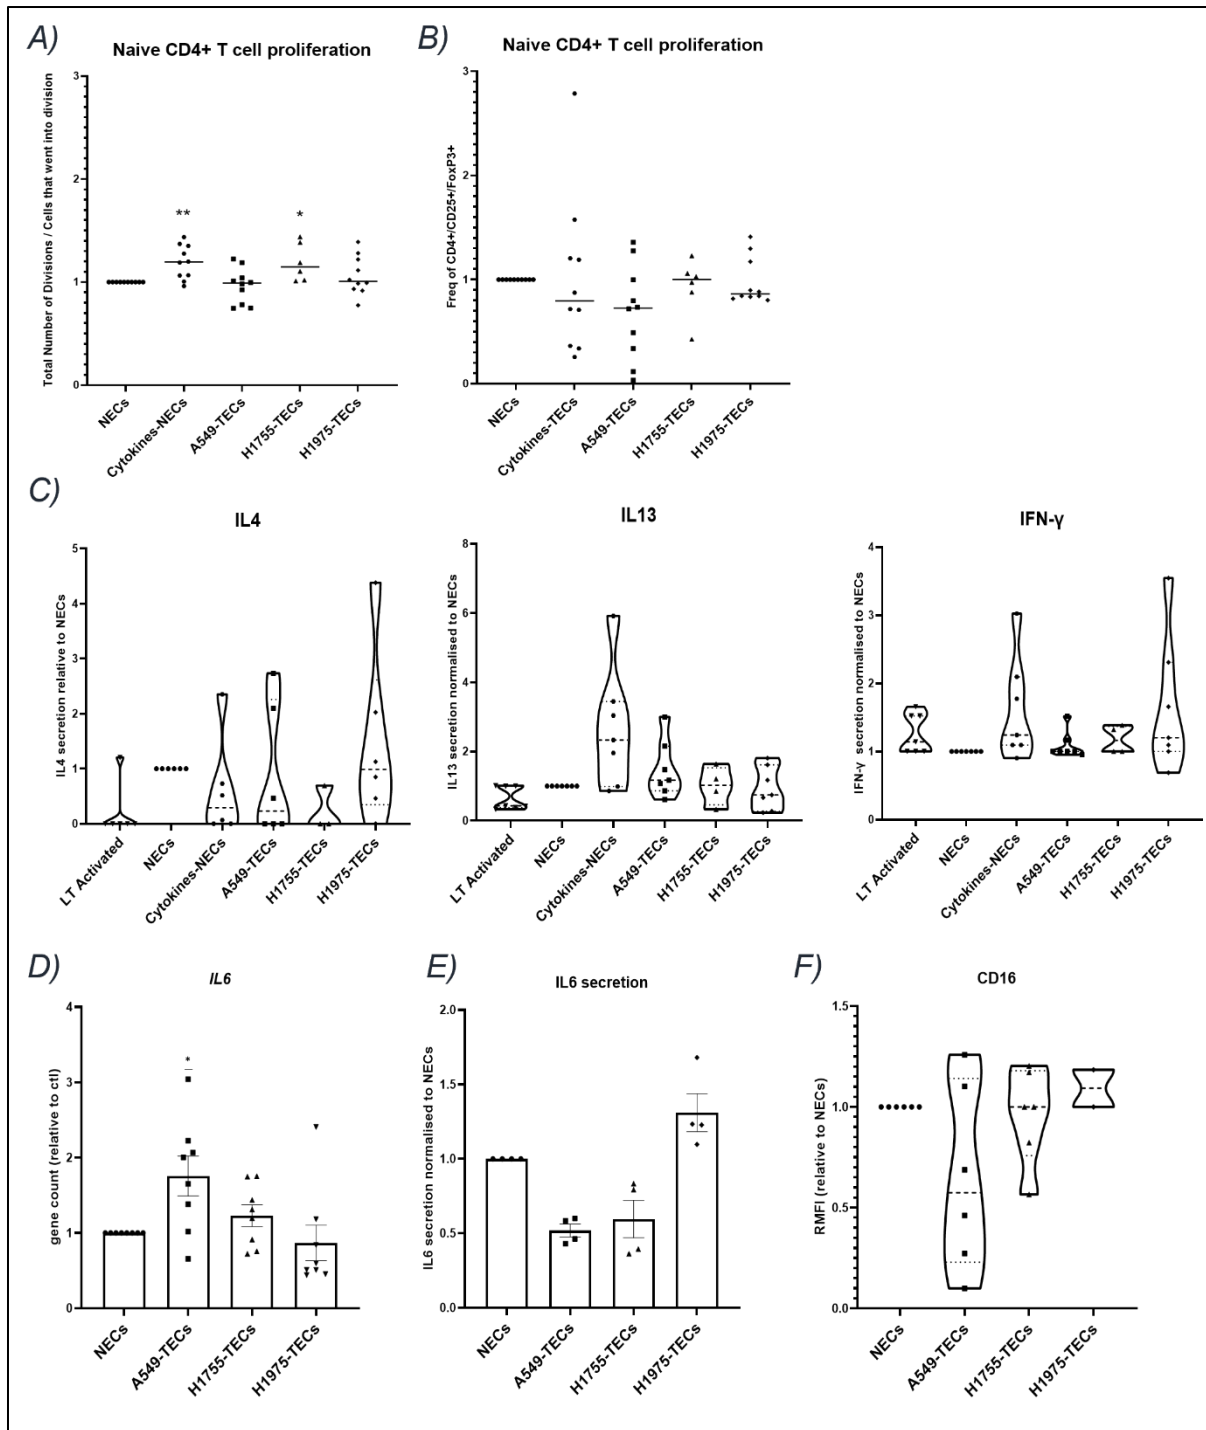 A)
Naive CD4+ T cell proliferation
Total Number of Divisions / Cells that went into division
3
2
1
0
**
*
NECs
Cytokines-NECs
A549-TECs
H1755-TECs
H1975-TECs
B)
Naive CD4+ T cell proliferation
Freq of CD4+/CD25+/FoxP3+
3
2
1
0
NECs
Cytokines-TECs
A549-TECs
H1755-TECs
H1975-TECs
C)
IL4
IL4 secretion relative to NECs
5
4
3
2
1
0
LT Activated
NECs
Cytokines-NECs
A549-TECs
H1755-TECs
H1975-TECs
IL13
IL13 secretion normalised to NECs
8
6
4
2
0
LT Activated
NECs
Cytokines-NECs
A549-TECs
H1755-TECs
H1975-TECs
IFN-γ
IFN-γ secretion normalised to NECs
4
3
2
1
0
LT Activated
NECs
Cytokines-NECs
A549-TECs
H1755-TECs
H1975-TECs
D)
IL6
gene count (relative to ctl)
4
3
2
1
0
*
NECs
A549-TECs
H1755-TECs
H1975-TECs
E)
IL6 secretion
IL6 secretion normalised to NECs
2.0
1.5
1.0
0.5
0.0
NECs
A549-TECs
H1755-TECs
H1975-TECs
F)
CD16
RMFI (relative to NECs)
1.5
1.0
0.5
0.0
NECs
A549-TECs
H1755-TECs
H1975-TECs